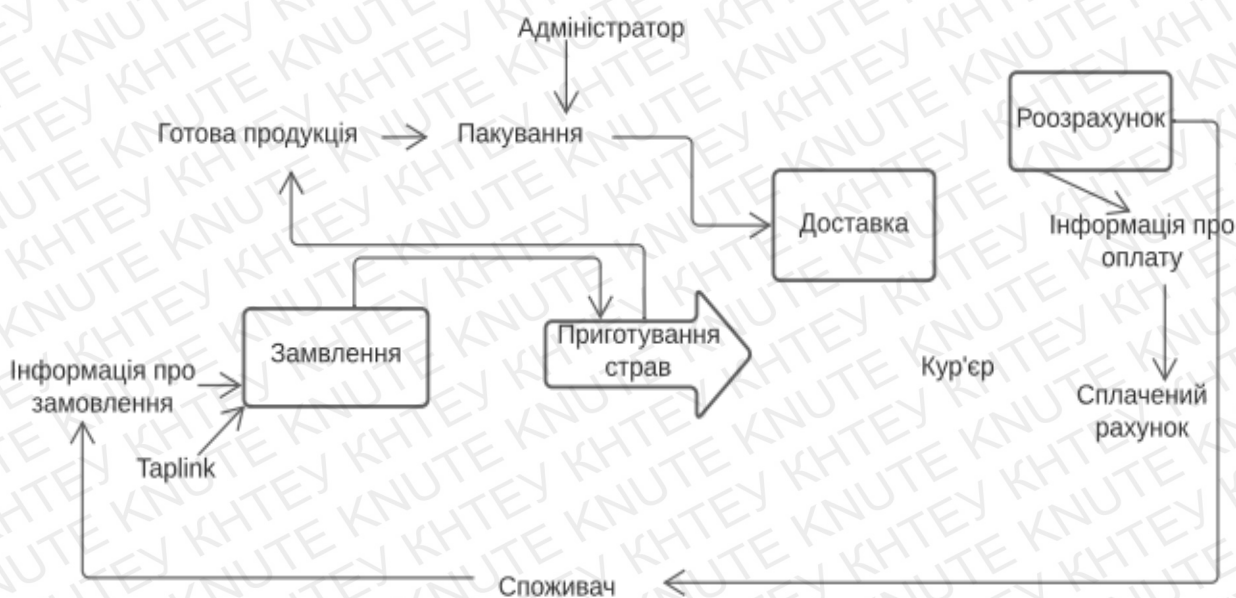 Адміністратор
Роозрахунок
Готова продукція
Пакування
Доставка
Інформація про
оплату
Замвлення
Приготування
страв
Інформація про
замовлення
Кур'єр
Сплачений
рахунок
Taplink
Споживач